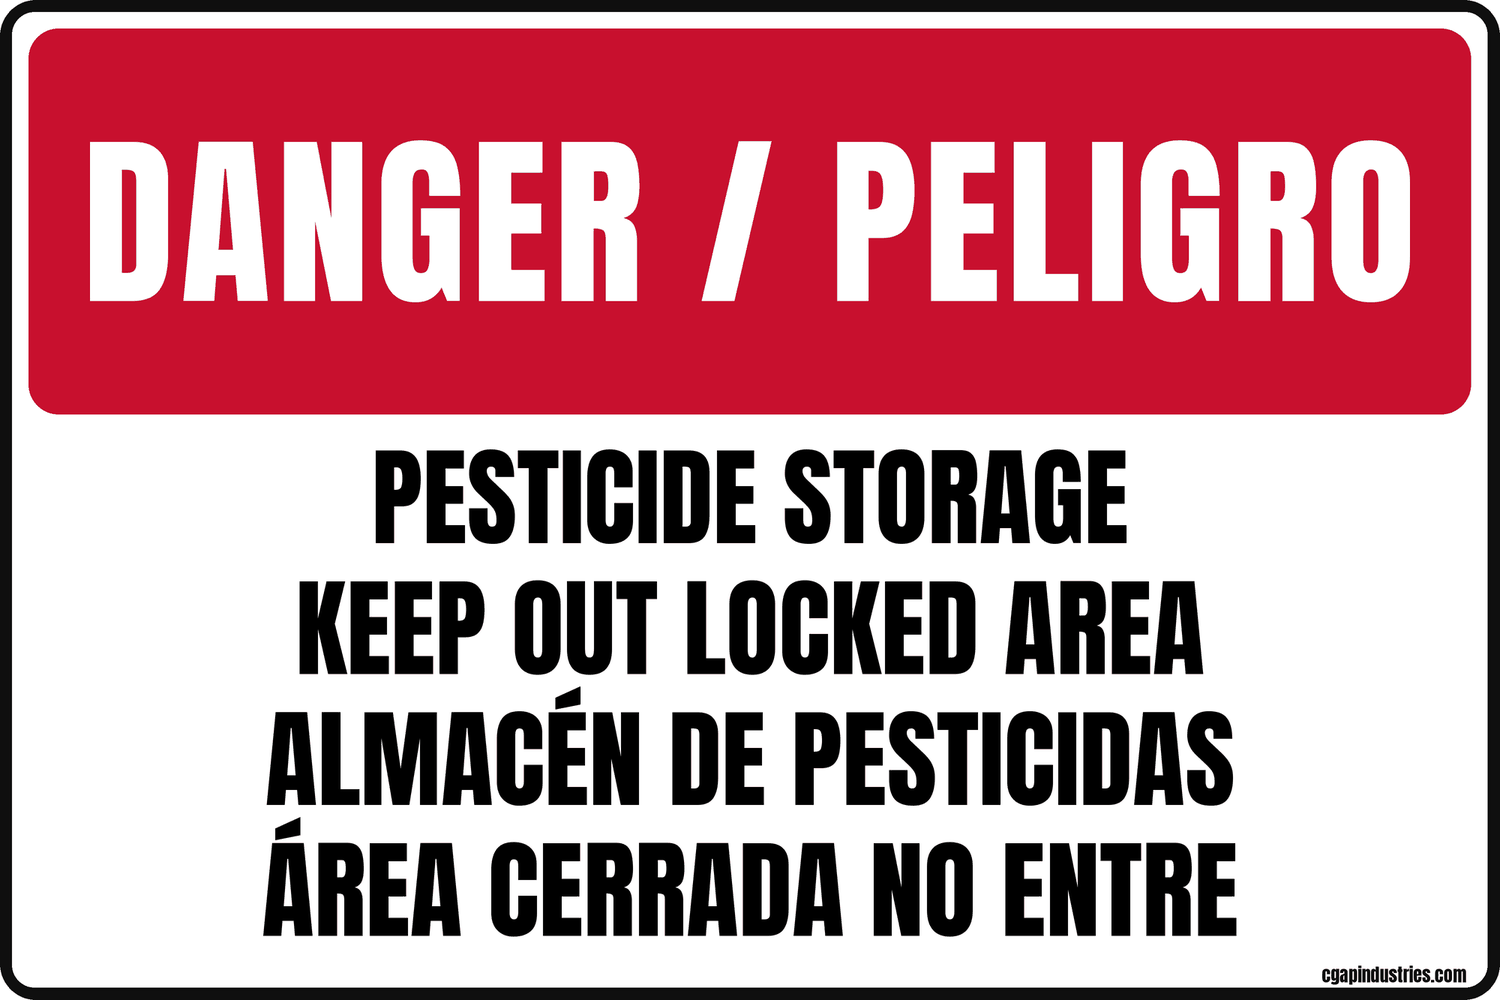 DANGER / PELIGRO
PESTICIDE STORAGE
KEEP OUT LOCKED AREA
ALMACÉN DE PESTICIDAS
ÁREA CERRADA NO ENTRE
cgapindustries.com